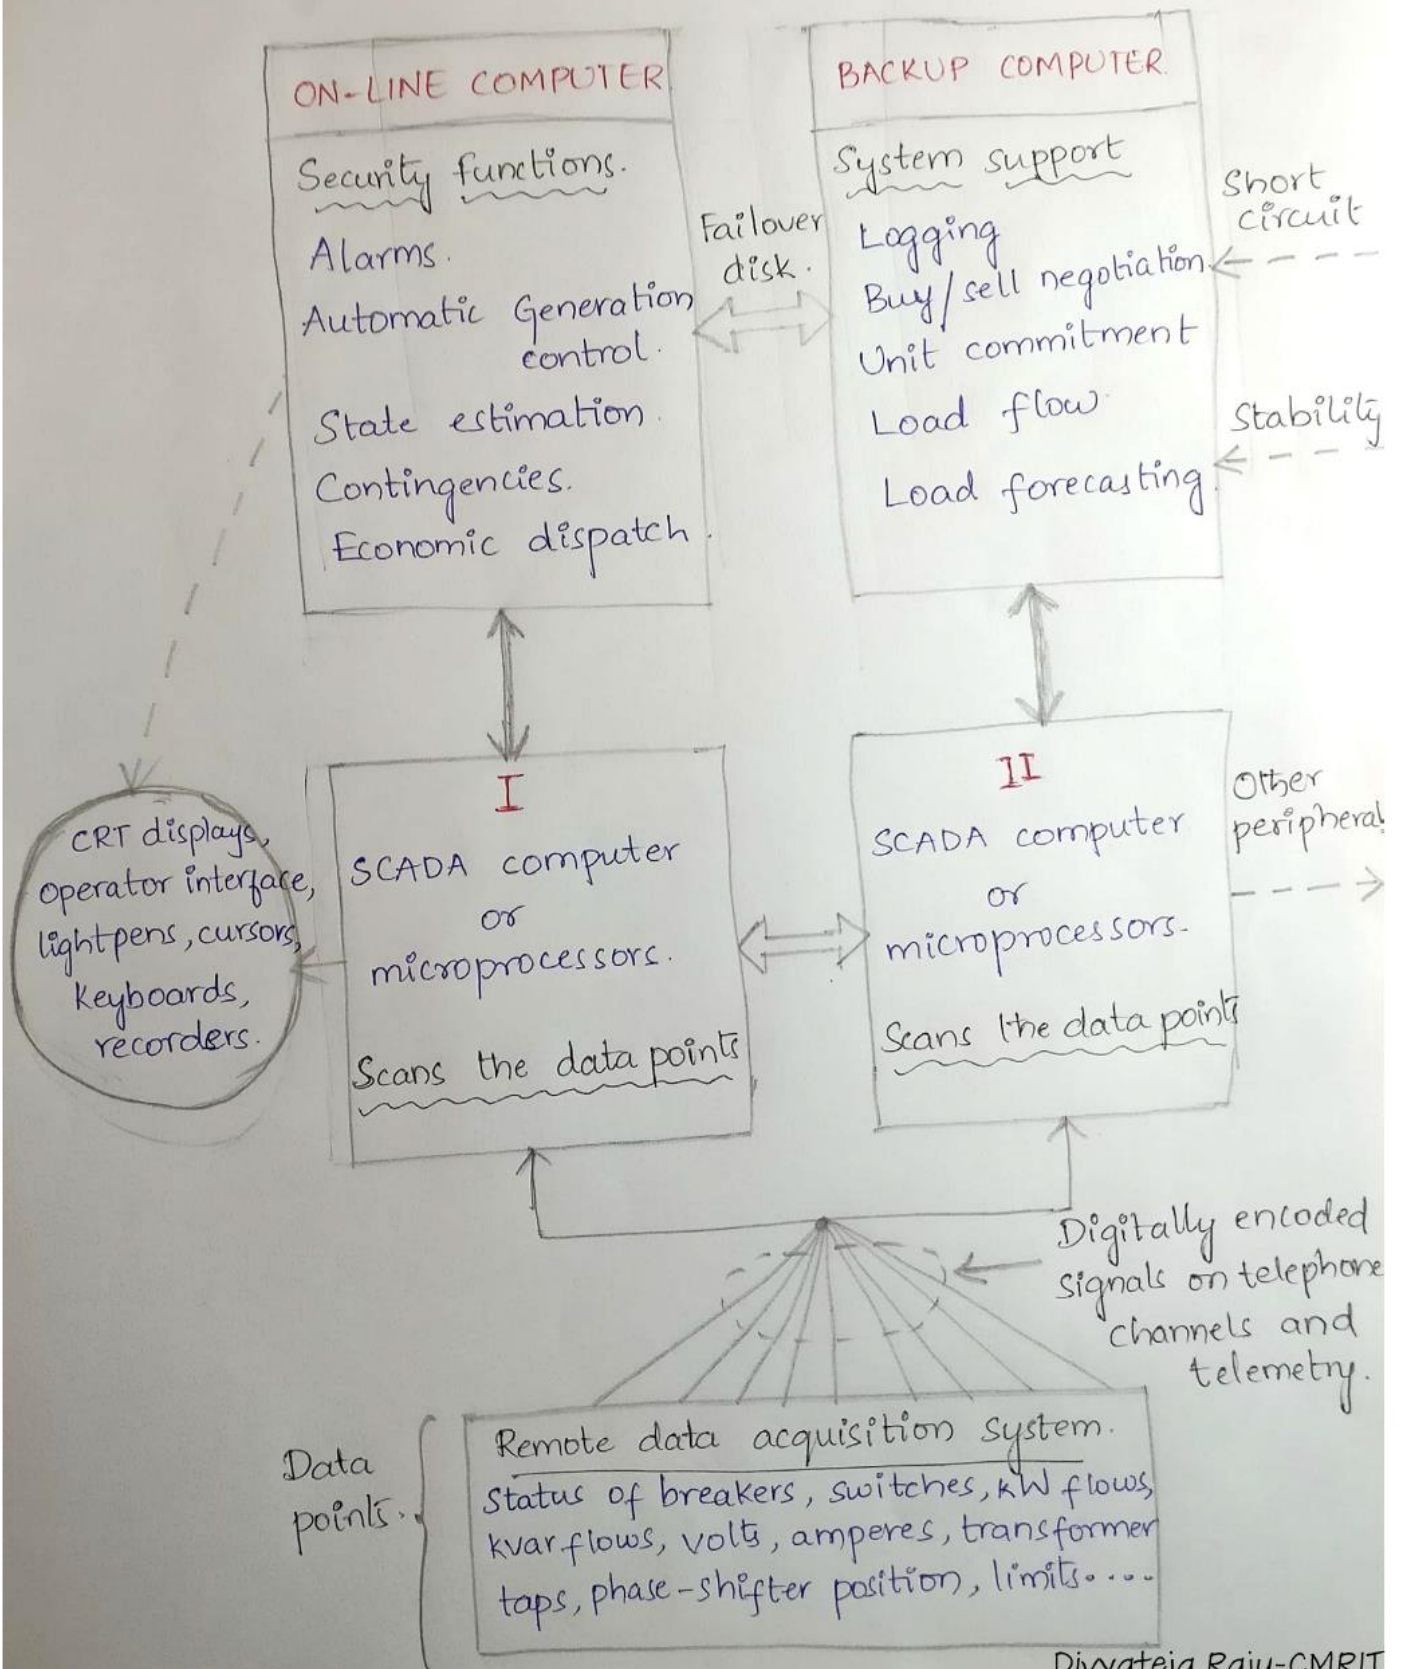 ON-LINE COMPUTER
Security functions.
Alarms.
Automatic Generation
control.
State estimation.
Contingencies.
Economic dispatch.
Failover
disk.
BACKUP COMPUTER
System support
Logging
Buy/sell negotiation
Unit commitment
Load flow
Load forecasting
Short
circuit
Stability
CRT displays,
operator interface,
lightpens, cursors,
keyboards,
recorders.
I
SCADA computer
or
microprocessors.
Scans the data points
II
SCADA computer
or
microprocessors.
Scans the data points
Other
peripheral
Digitally encoded
signals on telephone
channels and
telemetry.
Data
points.
Remote data acquisition system.
Status of breakers, switches, kW flows,
kvar flows, volts, amperes, transformer
taps, phase-shifter position, limits.....
Divyateja Raju-CMRIT